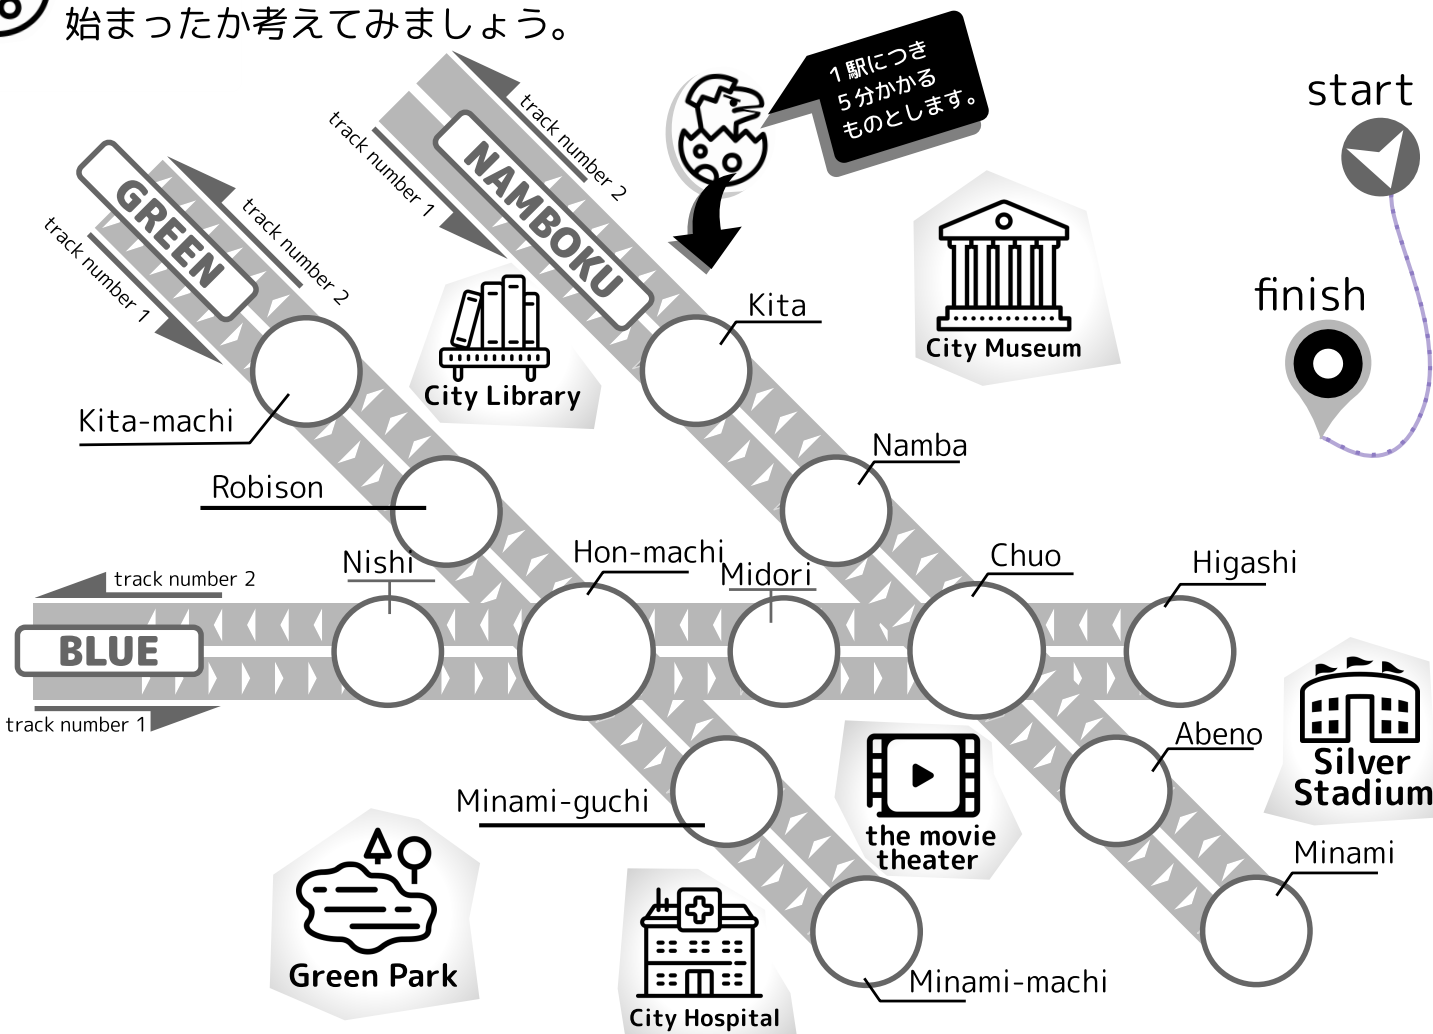 始まったか考えてみましょう。
1駅につき
5分かかる
ものとします。
start
finish
track number 2
track number 1
NAMBOKU
track number 2
track number 1
GREEN
City Library
City Museum
Kita
Kita-machi
Namba
Robison
Nishi
Hon-machi
Midori
Chuo
Higashi
track number 2
BLUE
track number 1
Abeno
Silver
Stadium
Minami-guchi
the movie
theater
Minami
Green Park
City Hospital
Minami-machi